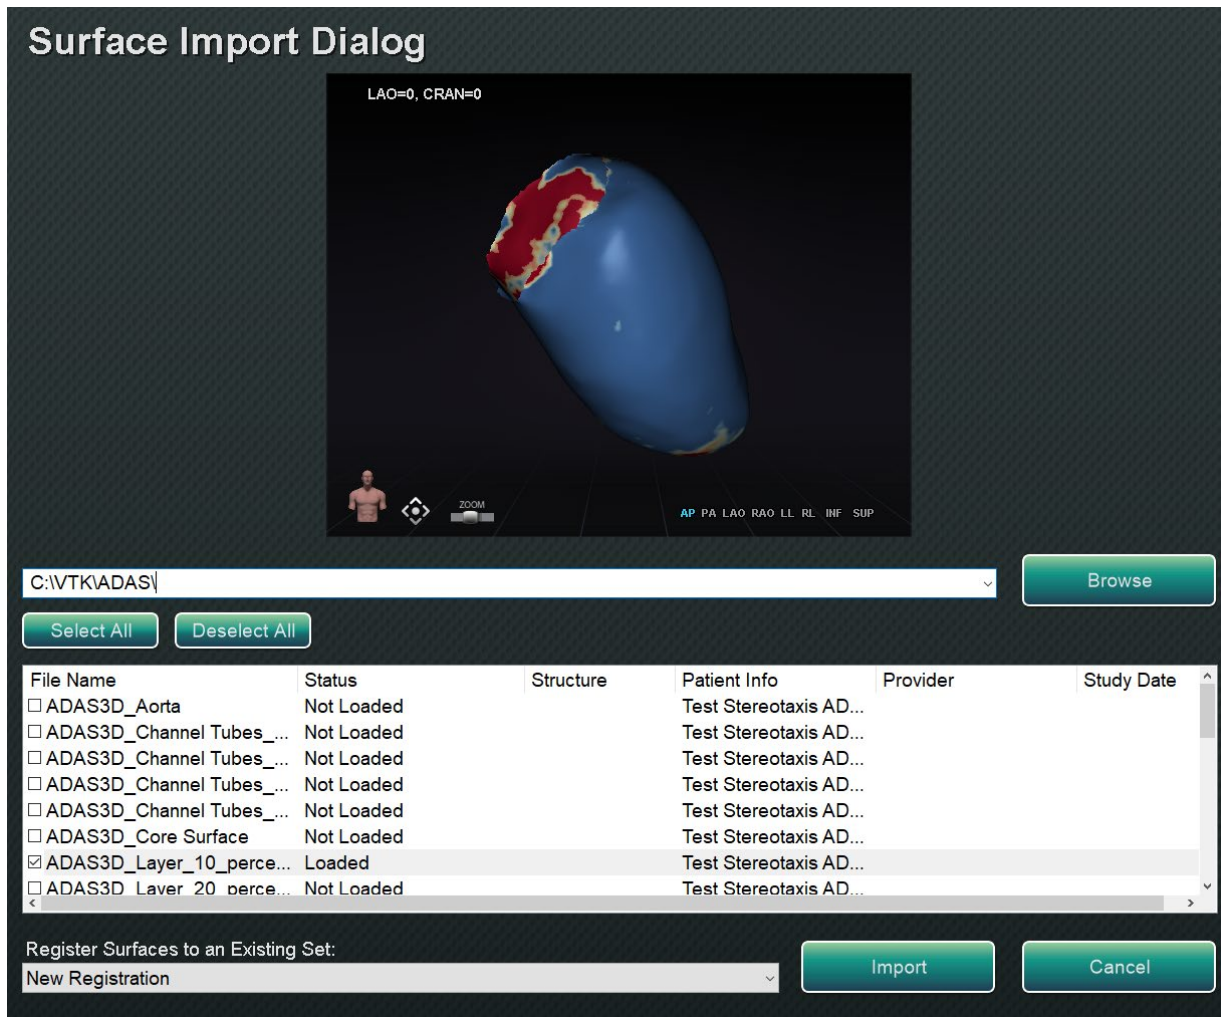 Surface Import Dialog
LAO=0, CRAN=0
ZOOM
AP PA LAO RAO LL RL INF SUP
C:\VTK\ADAS\
Browse
Select All Deselect All
File Name Status Structure Patient Info Provider Study Date
ADAS3D_Aorta Not Loaded Test Stereotaxis AD...
ADAS3D_Channel Tubes_... Not Loaded Test Stereotaxis AD...
ADAS3D_Channel Tubes_... Not Loaded Test Stereotaxis AD...
ADAS3D_Channel Tubes_... Not Loaded Test Stereotaxis AD...
ADAS3D_Channel Tubes_... Not Loaded Test Stereotaxis AD...
ADAS3D_Core Surface Not Loaded Test Stereotaxis AD...
ADAS3D_Layer_10_perce... Loaded Test Stereotaxis AD...
ADAS3D_Layer_20_perce... Not Loaded Test Stereotaxis AD...
Register Surfaces to an Existing Set:
New Registration
Import
Cancel